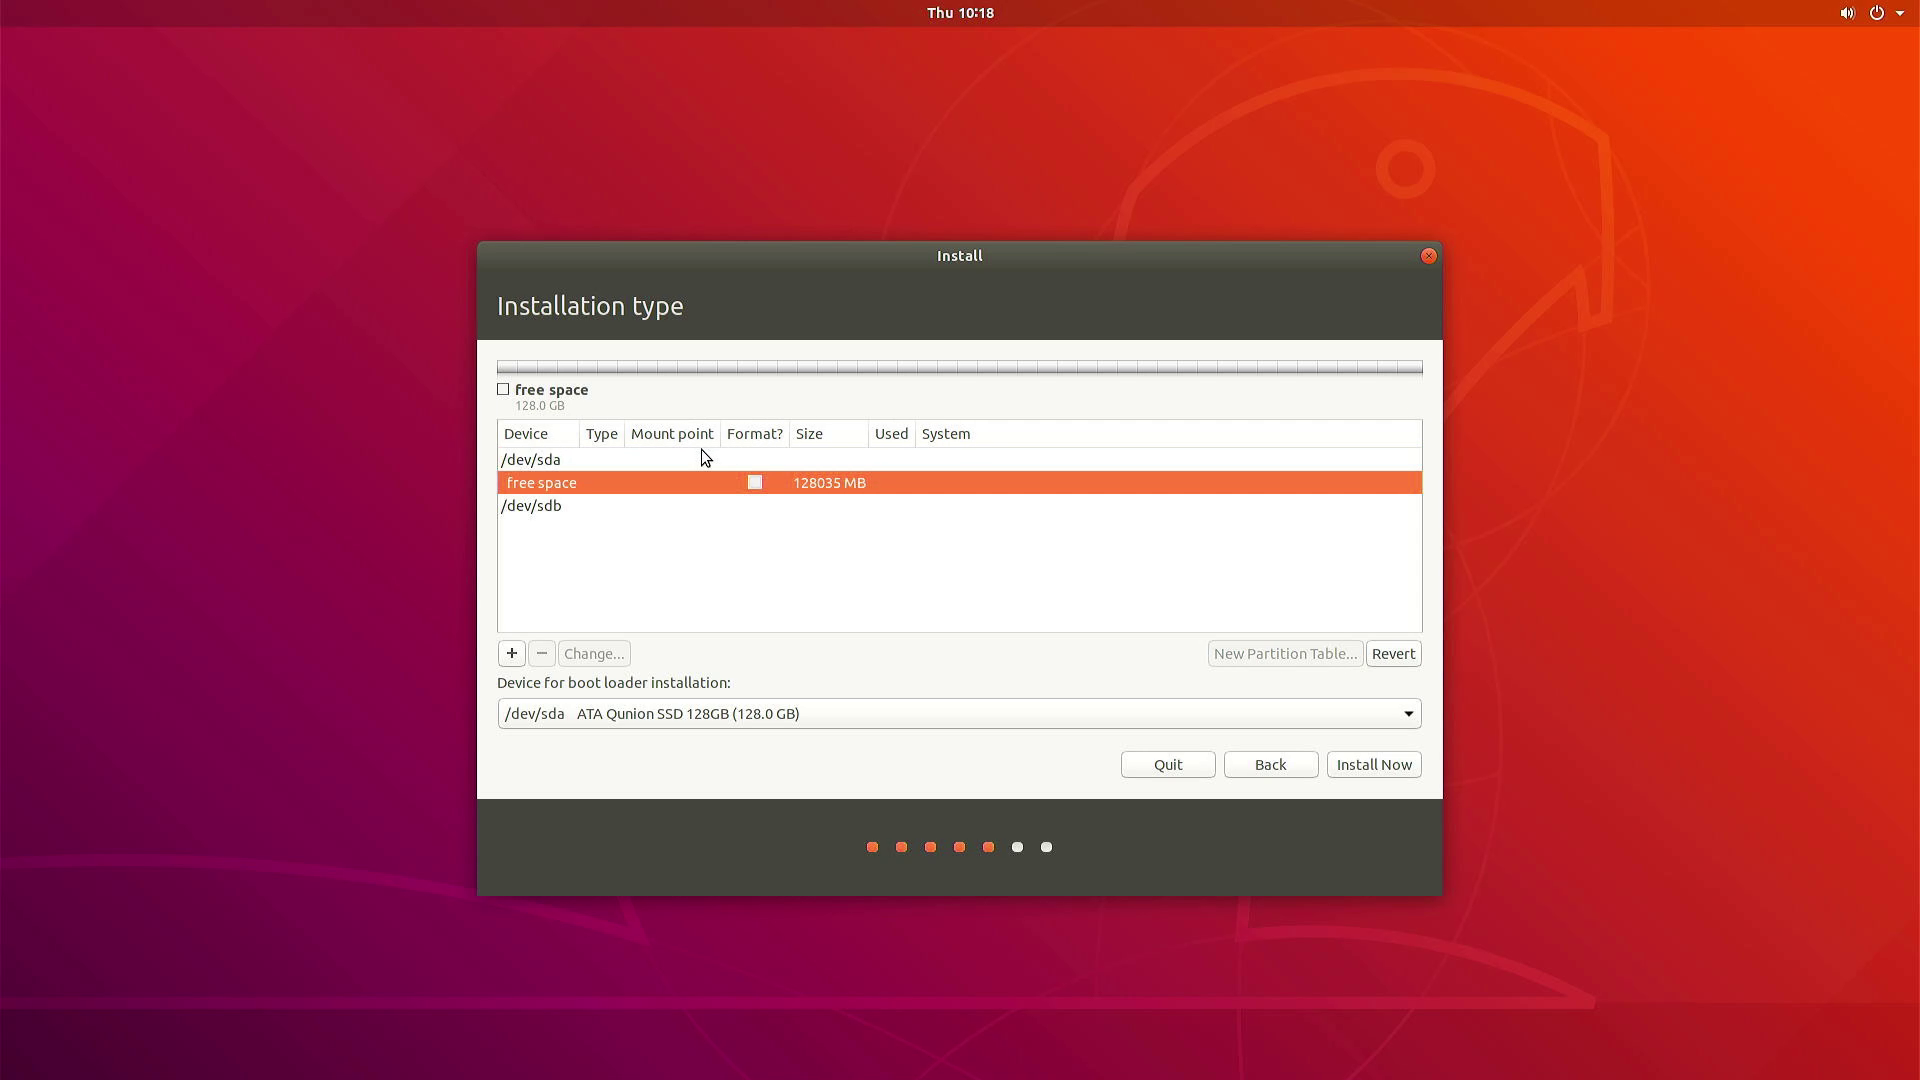 Thu 10:18
Install
Installation type
free space
128.0 GB
Device Type Mount point Format? Size Used System
/dev/sda
free space 128035 MB
/dev/sdb
+ − Change... New Partition Table... Revert
Device for boot loader installation:
/dev/sda ATA Qunion SSD 128GB (128.0 GB)
Quit Back Install Now